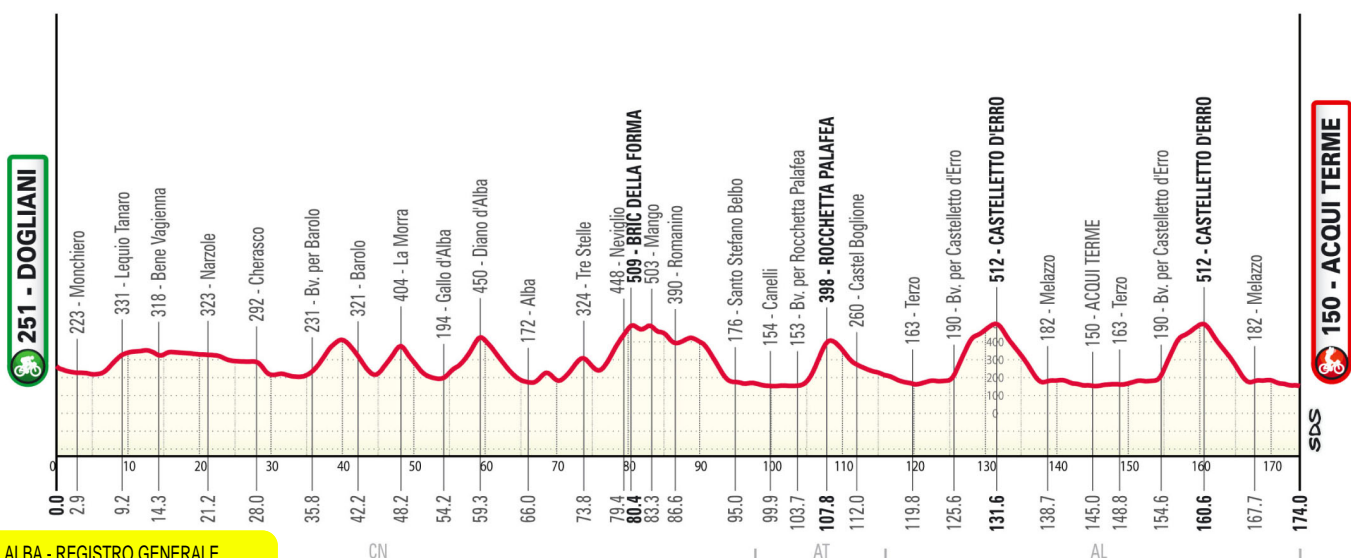 251 - DOGLIANI
223 - Monchiero
331 - Lequio Tanaro
318 - Bene Vagienna
323 - Narzole
292 - Cherasco
231 - Bv. per Barolo
321 - Barolo
404 - La Morra
194 - Gallo d'Alba
450 - Diano d'Alba
172 - Alba
324 - Tre Stelle
448 - Neviglio
509 - BRIC DELLA FORMA
503 - Mango
390 - Romanino
176 - Santo Stefano Belbo
154 - Canelli
153 - Bv. per Rocchetta Palafea
398 - ROCCHETTA PALAFEA
260 - Castel Boglione
163 - Terzo
190 - Bv. per Castelletto d'Erro
512 - CASTELLETTO D'ERRO
182 - Melazzo
150 - ACQUI TERME
163 - Terzo
190 - Bv. per Castelletto d'Erro
512 - CASTELLETTO D'ERRO
182 - Melazzo
150 - ACQUI TERME
400
300
200
100
0
400
300
200
100
0
SDS
0 10 20 30 40 50 60 70 80 90 100 110 120 130 140 150 160 170
0.0 2.9 9.2 14.3 21.2 28.0 35.8 42.2 48.2 54.2 59.3 66.0 73.8 79.4 80.4 83.3 86.6 95.0 99.9 103.7 107.8 112.0 119.8 125.6 131.6 138.7 145.0 148.8 154.6 160.6 167.7 174.0
CN AT AL
ALBA - REGISTRO GENERALE